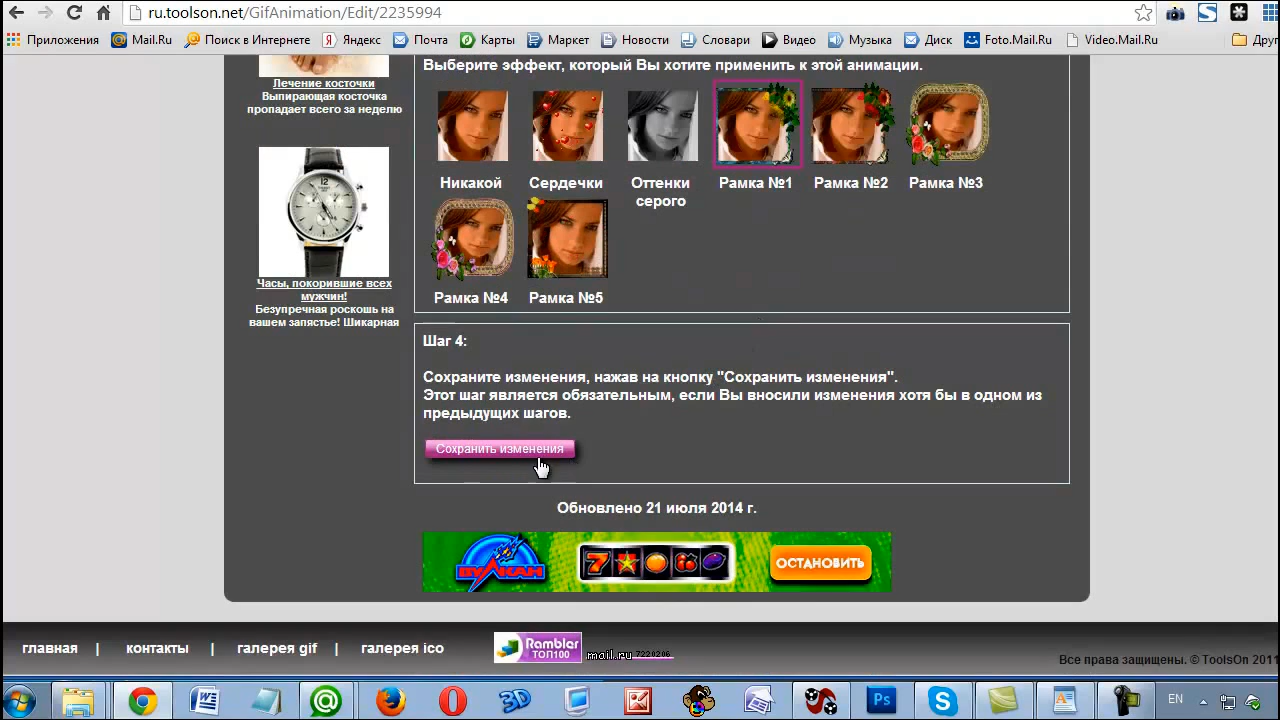 ru.toolson.net/GifAnimation/Edit/2235994
Приложения @Mail.Ru Поиск в Интернете Яндекс Почта Карты Маркет Новости Словари Видео Музыка Диск Foto.Mail.Ru Video.Mail.Ru Друг
Лечение косточки
Выпирающая косточка
пропадает всего за неделю
Часы, покорившие всех
мужчин!
Безупречная роскошь на
вашем запястье! Шикарная
Выберите эффект, который Вы хотите применить к этой анимации.
Никакой Сердечки Оттенки серого Рамка №1 Рамка №2 Рамка №3
Рамка №4 Рамка №5
Шаг 4:
Сохраните изменения, нажав на кнопку "Сохранить изменения".
Этот шаг является обязательным, если Вы вносили изменения хотя бы в одном из
предыдущих шагов.
Сохранить изменения
Обновлено 21 июля 2014 г.
ВУЛКАН 7 ОСТАНОВИТЬ
главная | контакты | галерея gif | галерея ico
Rambler
ТОП100
mail.ru 7220206
Все права защищены. © ToolsOn 2011
EN